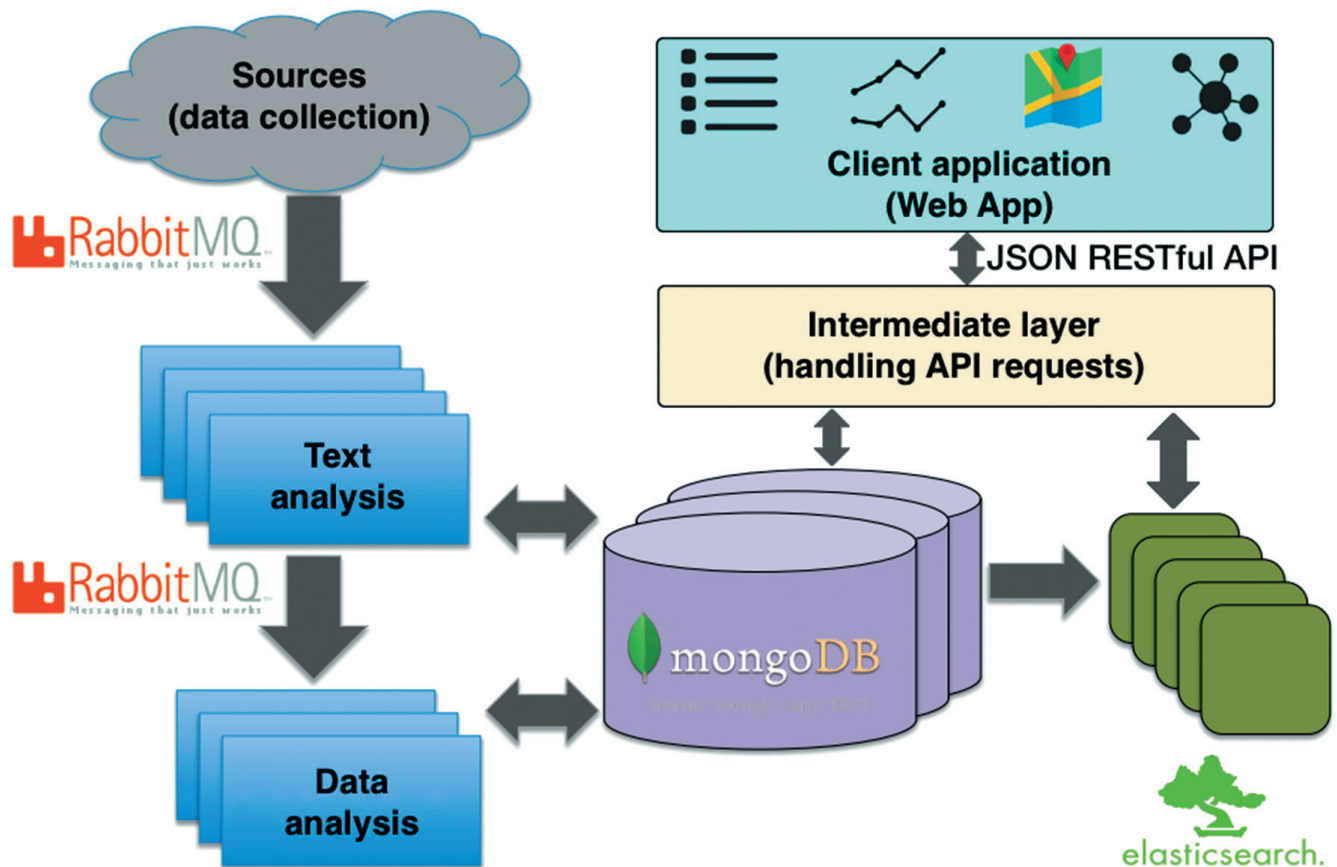 Sources
(data collection)
RabbitMQ
Messaging that just works
Text
analysis
RabbitMQ
Messaging that just works
Data
analysis
Client application
(Web App)
JSON RESTful API
Intermediate layer
(handling API requests)
mongoDB
elasticsearch.